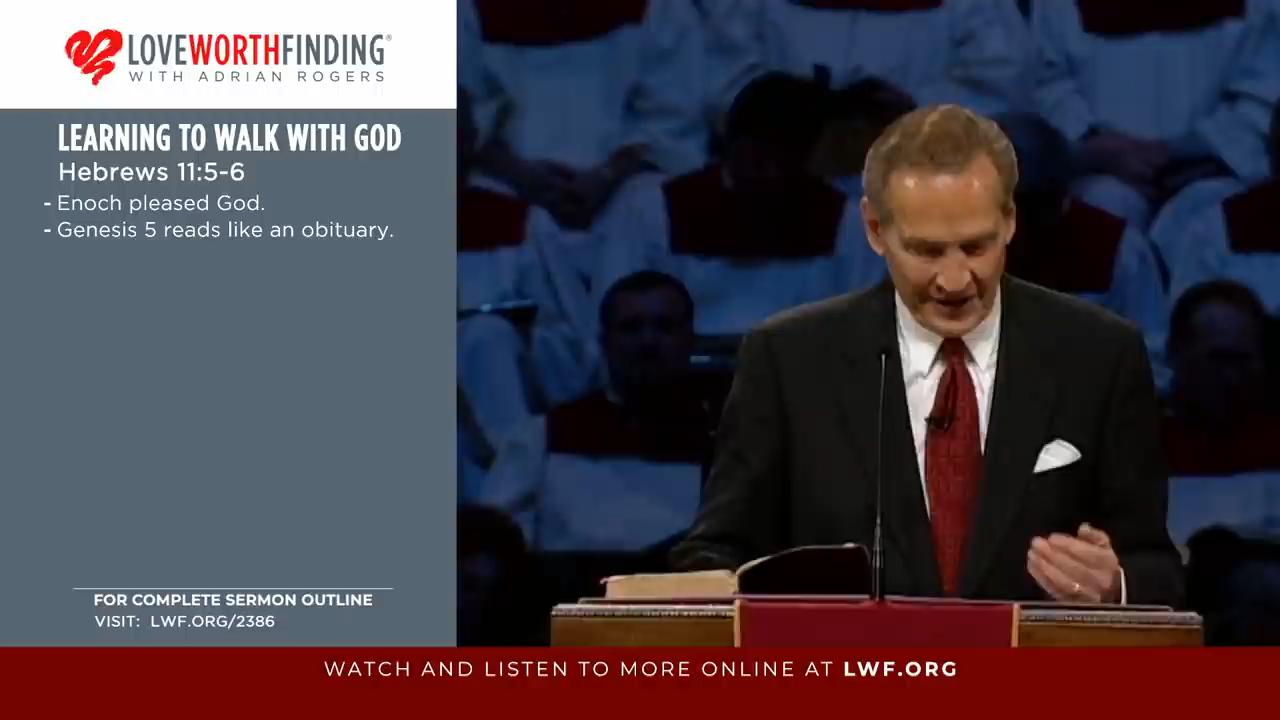 LOVEWORTHFINDING®
WITH ADRIAN ROGERS
LEARNING TO WALK WITH GOD
Hebrews 11:5-6
- Enoch pleased God.
- Genesis 5 reads like an obituary.
FOR COMPLETE SERMON OUTLINE
VISIT: LWF.ORG/2386
WATCH AND LISTEN TO MORE ONLINE AT LWF.ORG